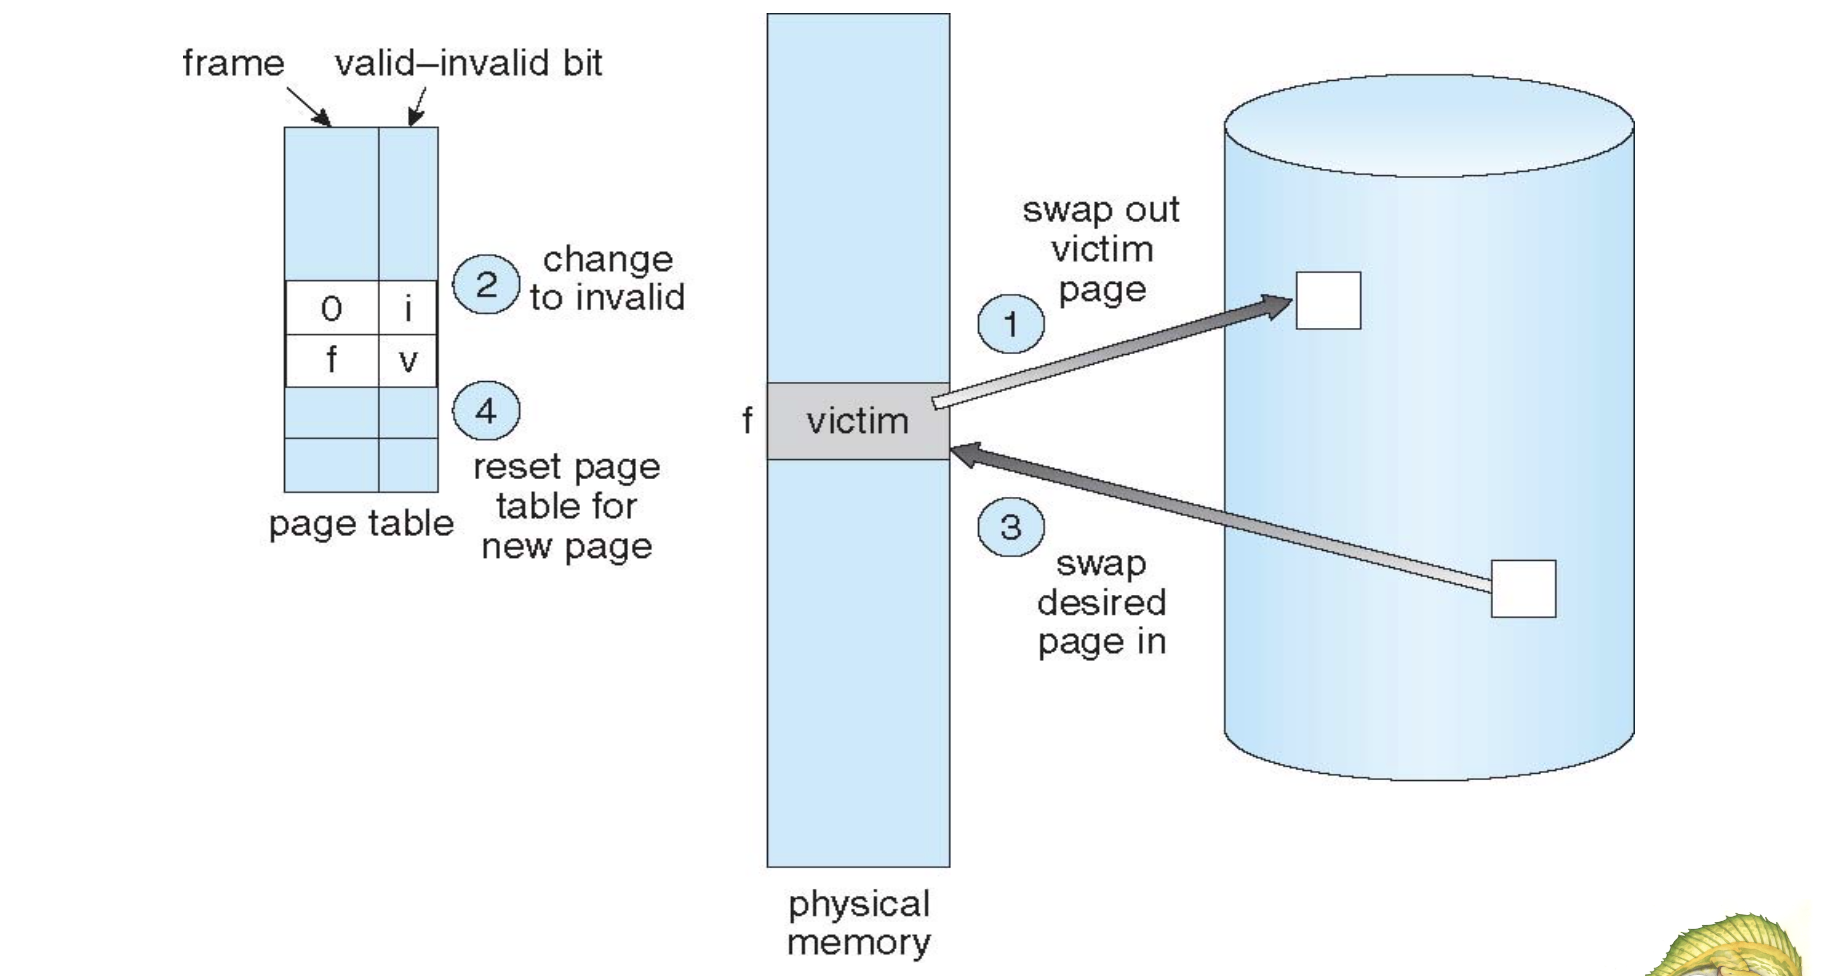 frame
valid–invalid bit
0 i
f v
page table
2
change
to invalid
4
reset page
table for
new page
f
victim
physical
memory
1
swap out
victim
page
3
swap
desired
page in